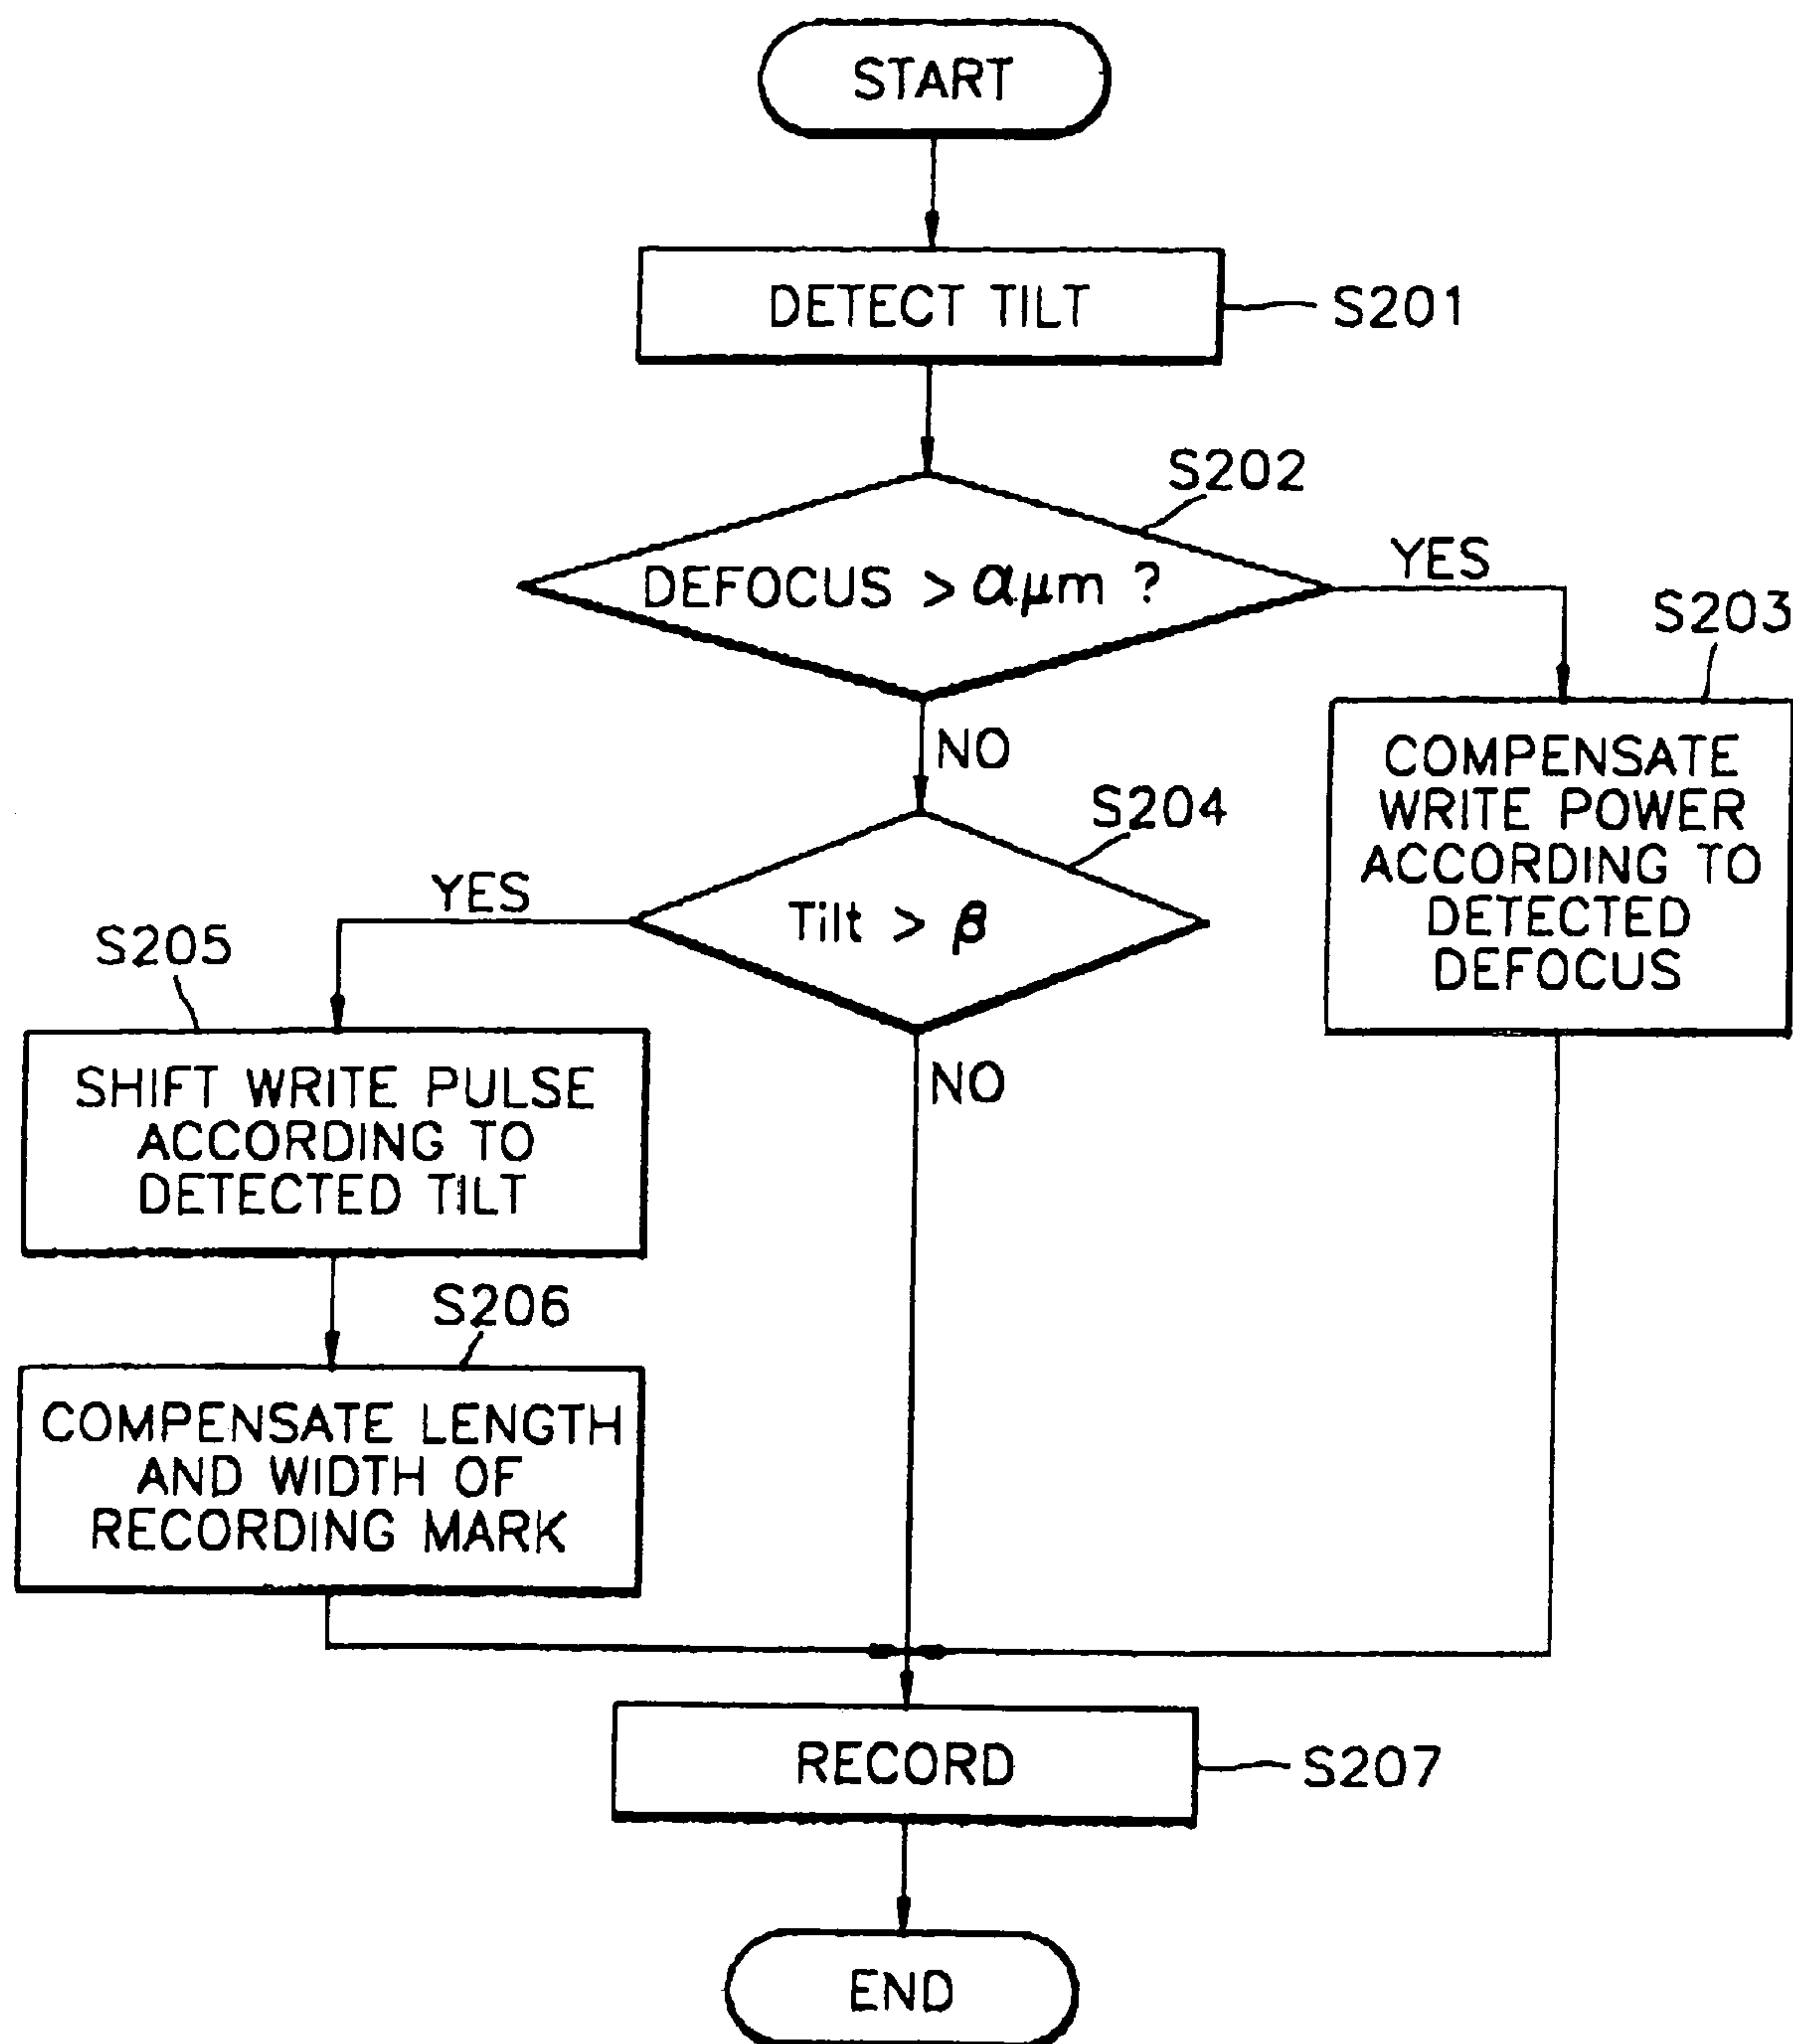 START
DETECT TILT
S201
S202
DEFOCUS > αμm ?
YES
S203
COMPENSATE
WRITE POWER
ACCORDING TO
DETECTED
DEFOCUS
NO
S204
Tilt > β
YES
S205
NO
SHIFT WRITE PULSE
ACCORDING TO
DETECTED TILT
S206
COMPENSATE LENGTH
AND WIDTH OF
RECORDING MARK
RECORD
S207
END